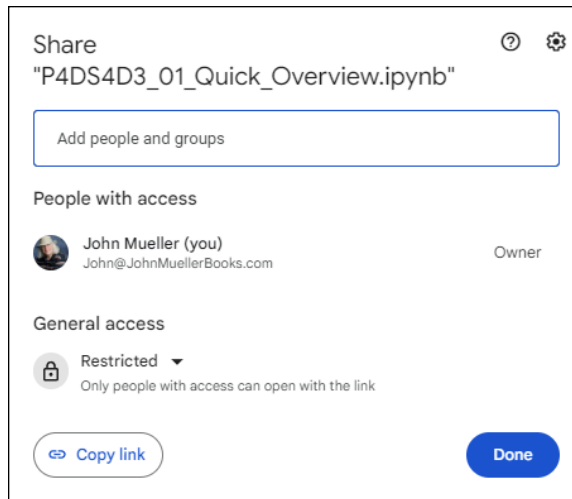 Share
"P4DS4D3_01_Quick_Overview.ipynb"
Add people and groups
People with access
John Mueller (you)
John@JohnMuellerBooks.com
Owner
General access
Restricted
Only people with access can open with the link
Copy link
Done